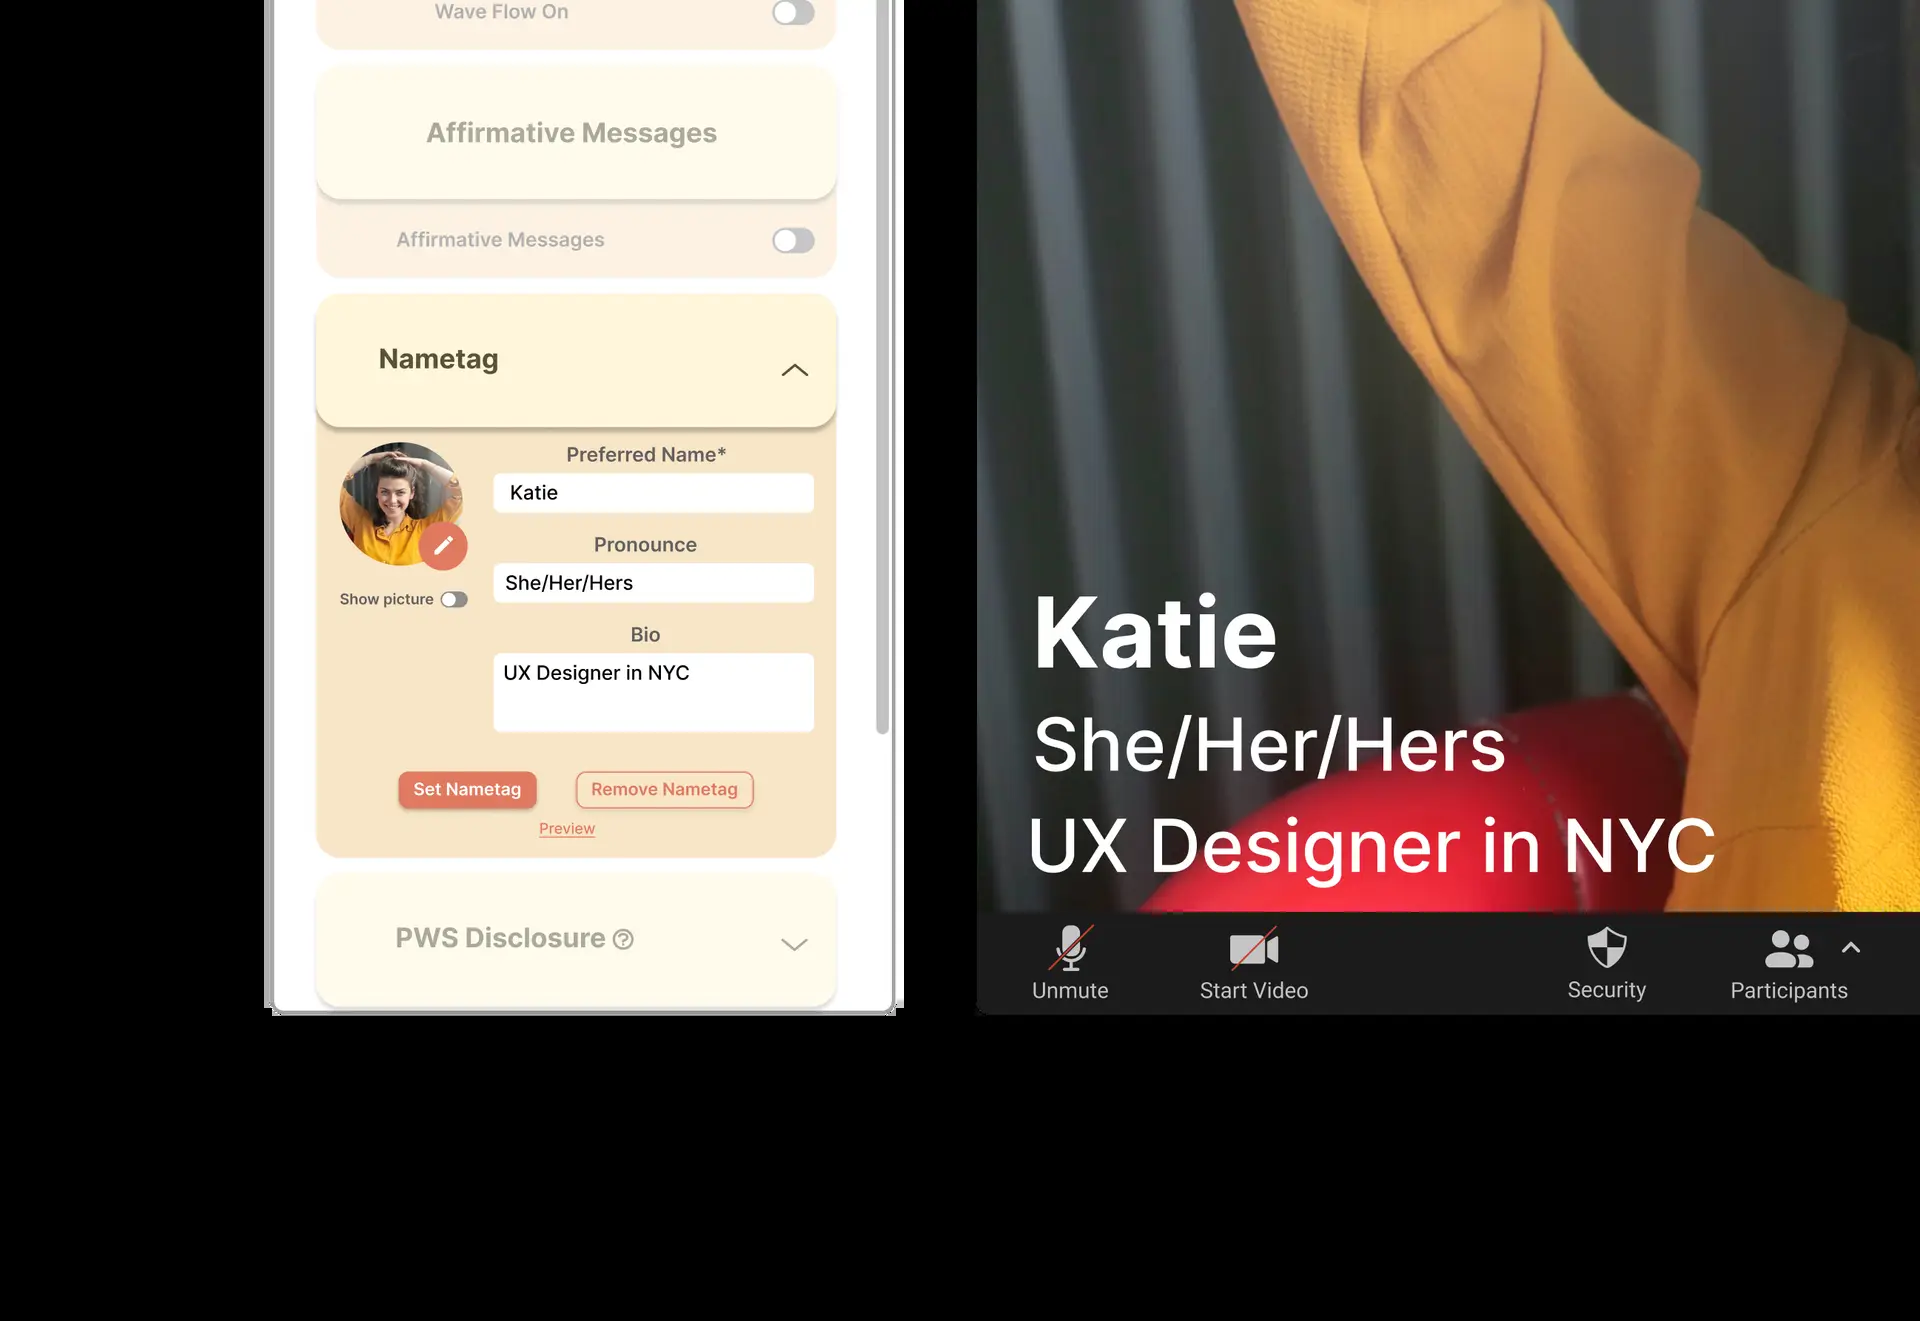 Wave Flow On
Affirmative Messages
Affirmative Messages
Nametag
Preferred Name*
Katie
Pronounce
She/Her/Hers
Show picture
Bio
UX Designer in NYC
Set Nametag
Remove Nametag
Preview
PWS Disclosure ?
Katie
She/Her/Hers
UX Designer in NYC
Unmute
Start Video
Security
Participants